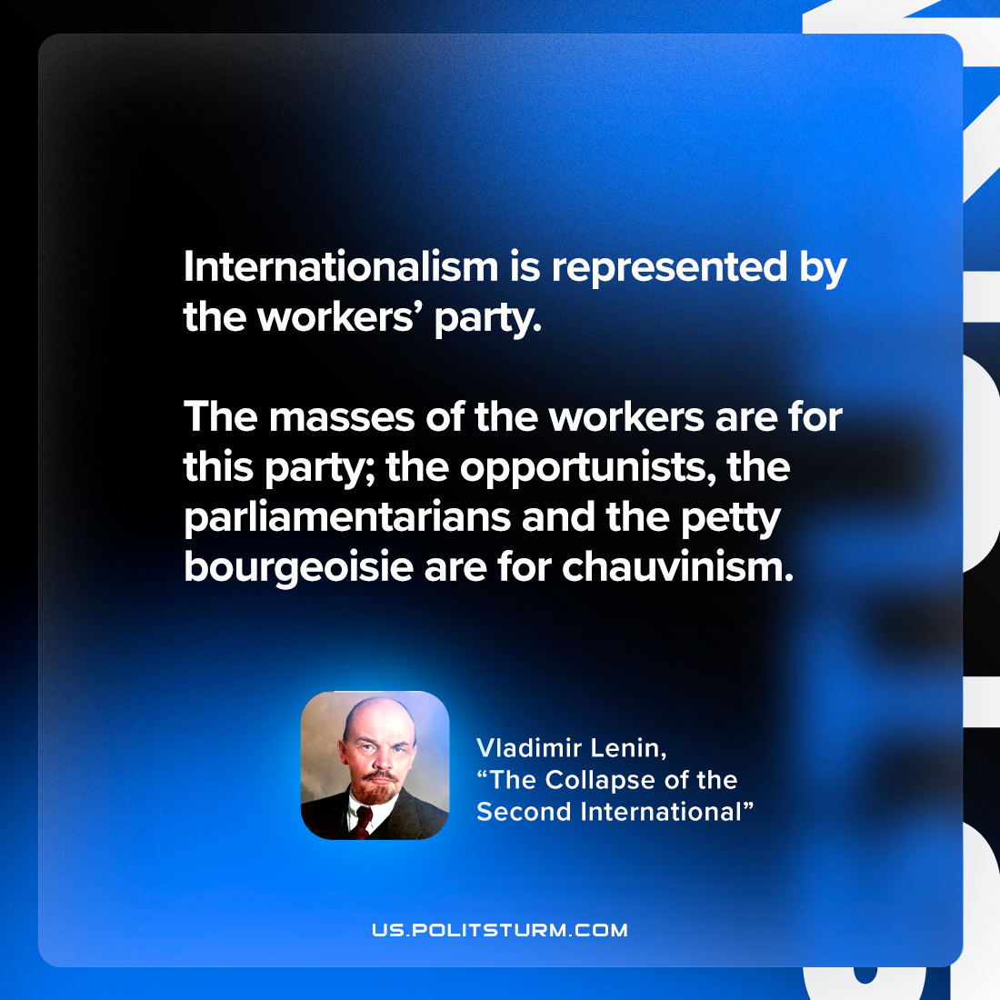 Internationalism is represented by
the workers’ party.
The masses of the workers are for
this party; the opportunists, the
parliamentarians and the petty
bourgeoisie are for chauvinism.
Vladimir Lenin,
“The Collapse of the
Second International”
US.POLITSTURM.COM